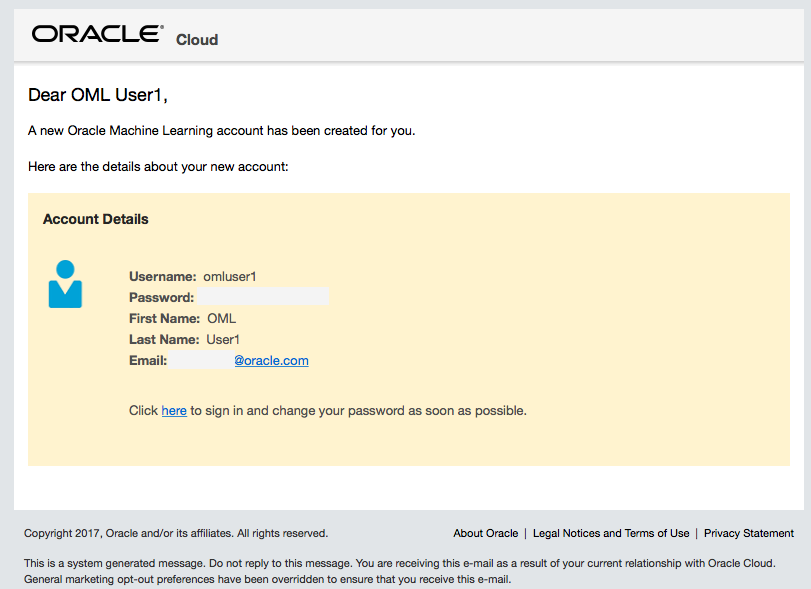 ORACLE® Cloud
Dear OML User1,
A new Oracle Machine Learning account has been created for you.
Here are the details about your new account:
Account Details
Username: omluser1
Password:
First Name: OML
Last Name: User1
Email: @oracle.com
Click here to sign in and change your password as soon as possible.
Copyright 2017, Oracle and/or its affiliates. All rights reserved. About Oracle | Legal Notices and Terms of Use | Privacy Statement
This is a system generated message. Do not reply to this message. You are receiving this e-mail as a result of your current relationship with Oracle Cloud.
General marketing opt-out preferences have been overridden to ensure that you receive this e-mail.